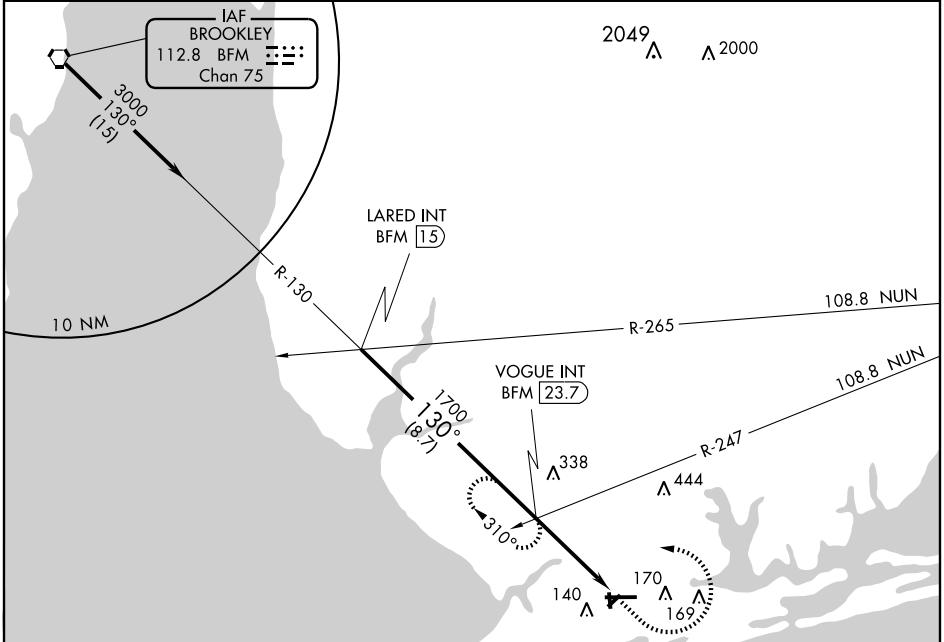 IAF
BROOKLEY
112.8 BFM
Chan 75
2049
2000
3000
130°
(15)
LARED INT
BFM 15
R-130
10 NM
R-265
108.8 NUN
VOGUE INT
BFM 23.7
108.8 NUN
1700
130°
(8.7)
R-247
338
444
310°
140
170
169